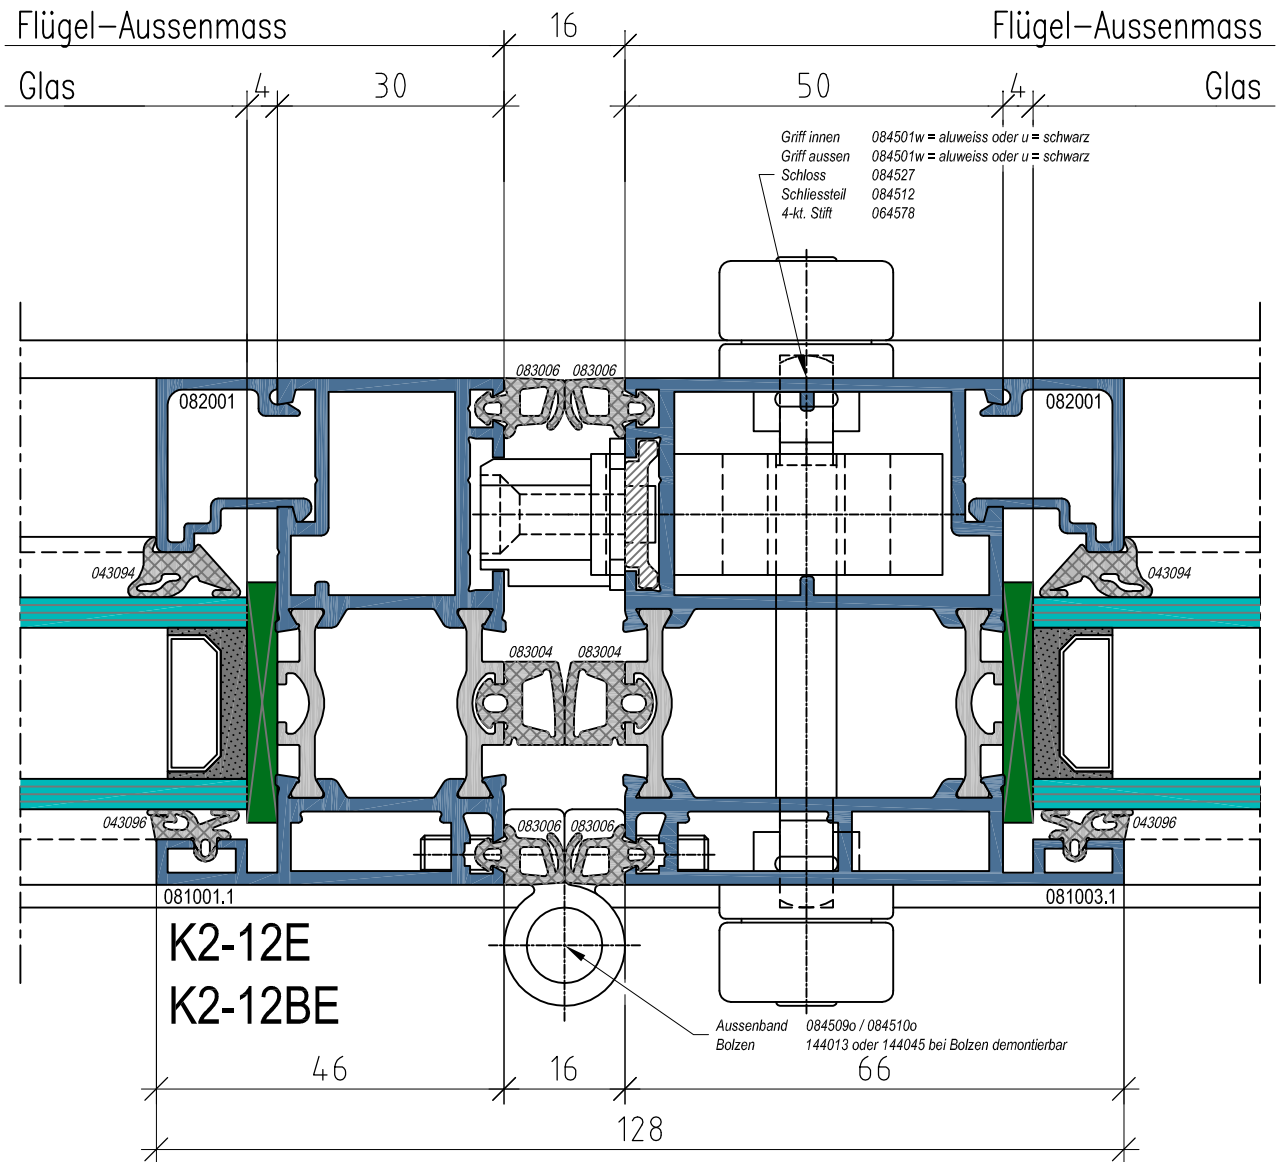 Flügel-Aussenmass 16 Flügel-Aussenmass
Glas 4 30 50 4 Glas
Griff innen 084501w = aluweiss oder u = schwarz
Griff aussen 084501w = aluweiss oder u = schwarz
Schloss 084527
Schliessteil 084512
4-kt. Stift 064578
083006 083006
082001 082001
043094 043094
083004 083004
043096 083006 083006 043096
081001.1 081003.1
K2-12E
K2-12BE
Aussenband 084509o / 084510o
Bolzen 144013 oder 144045 bei Bolzen demontierbar
46 16 66
128